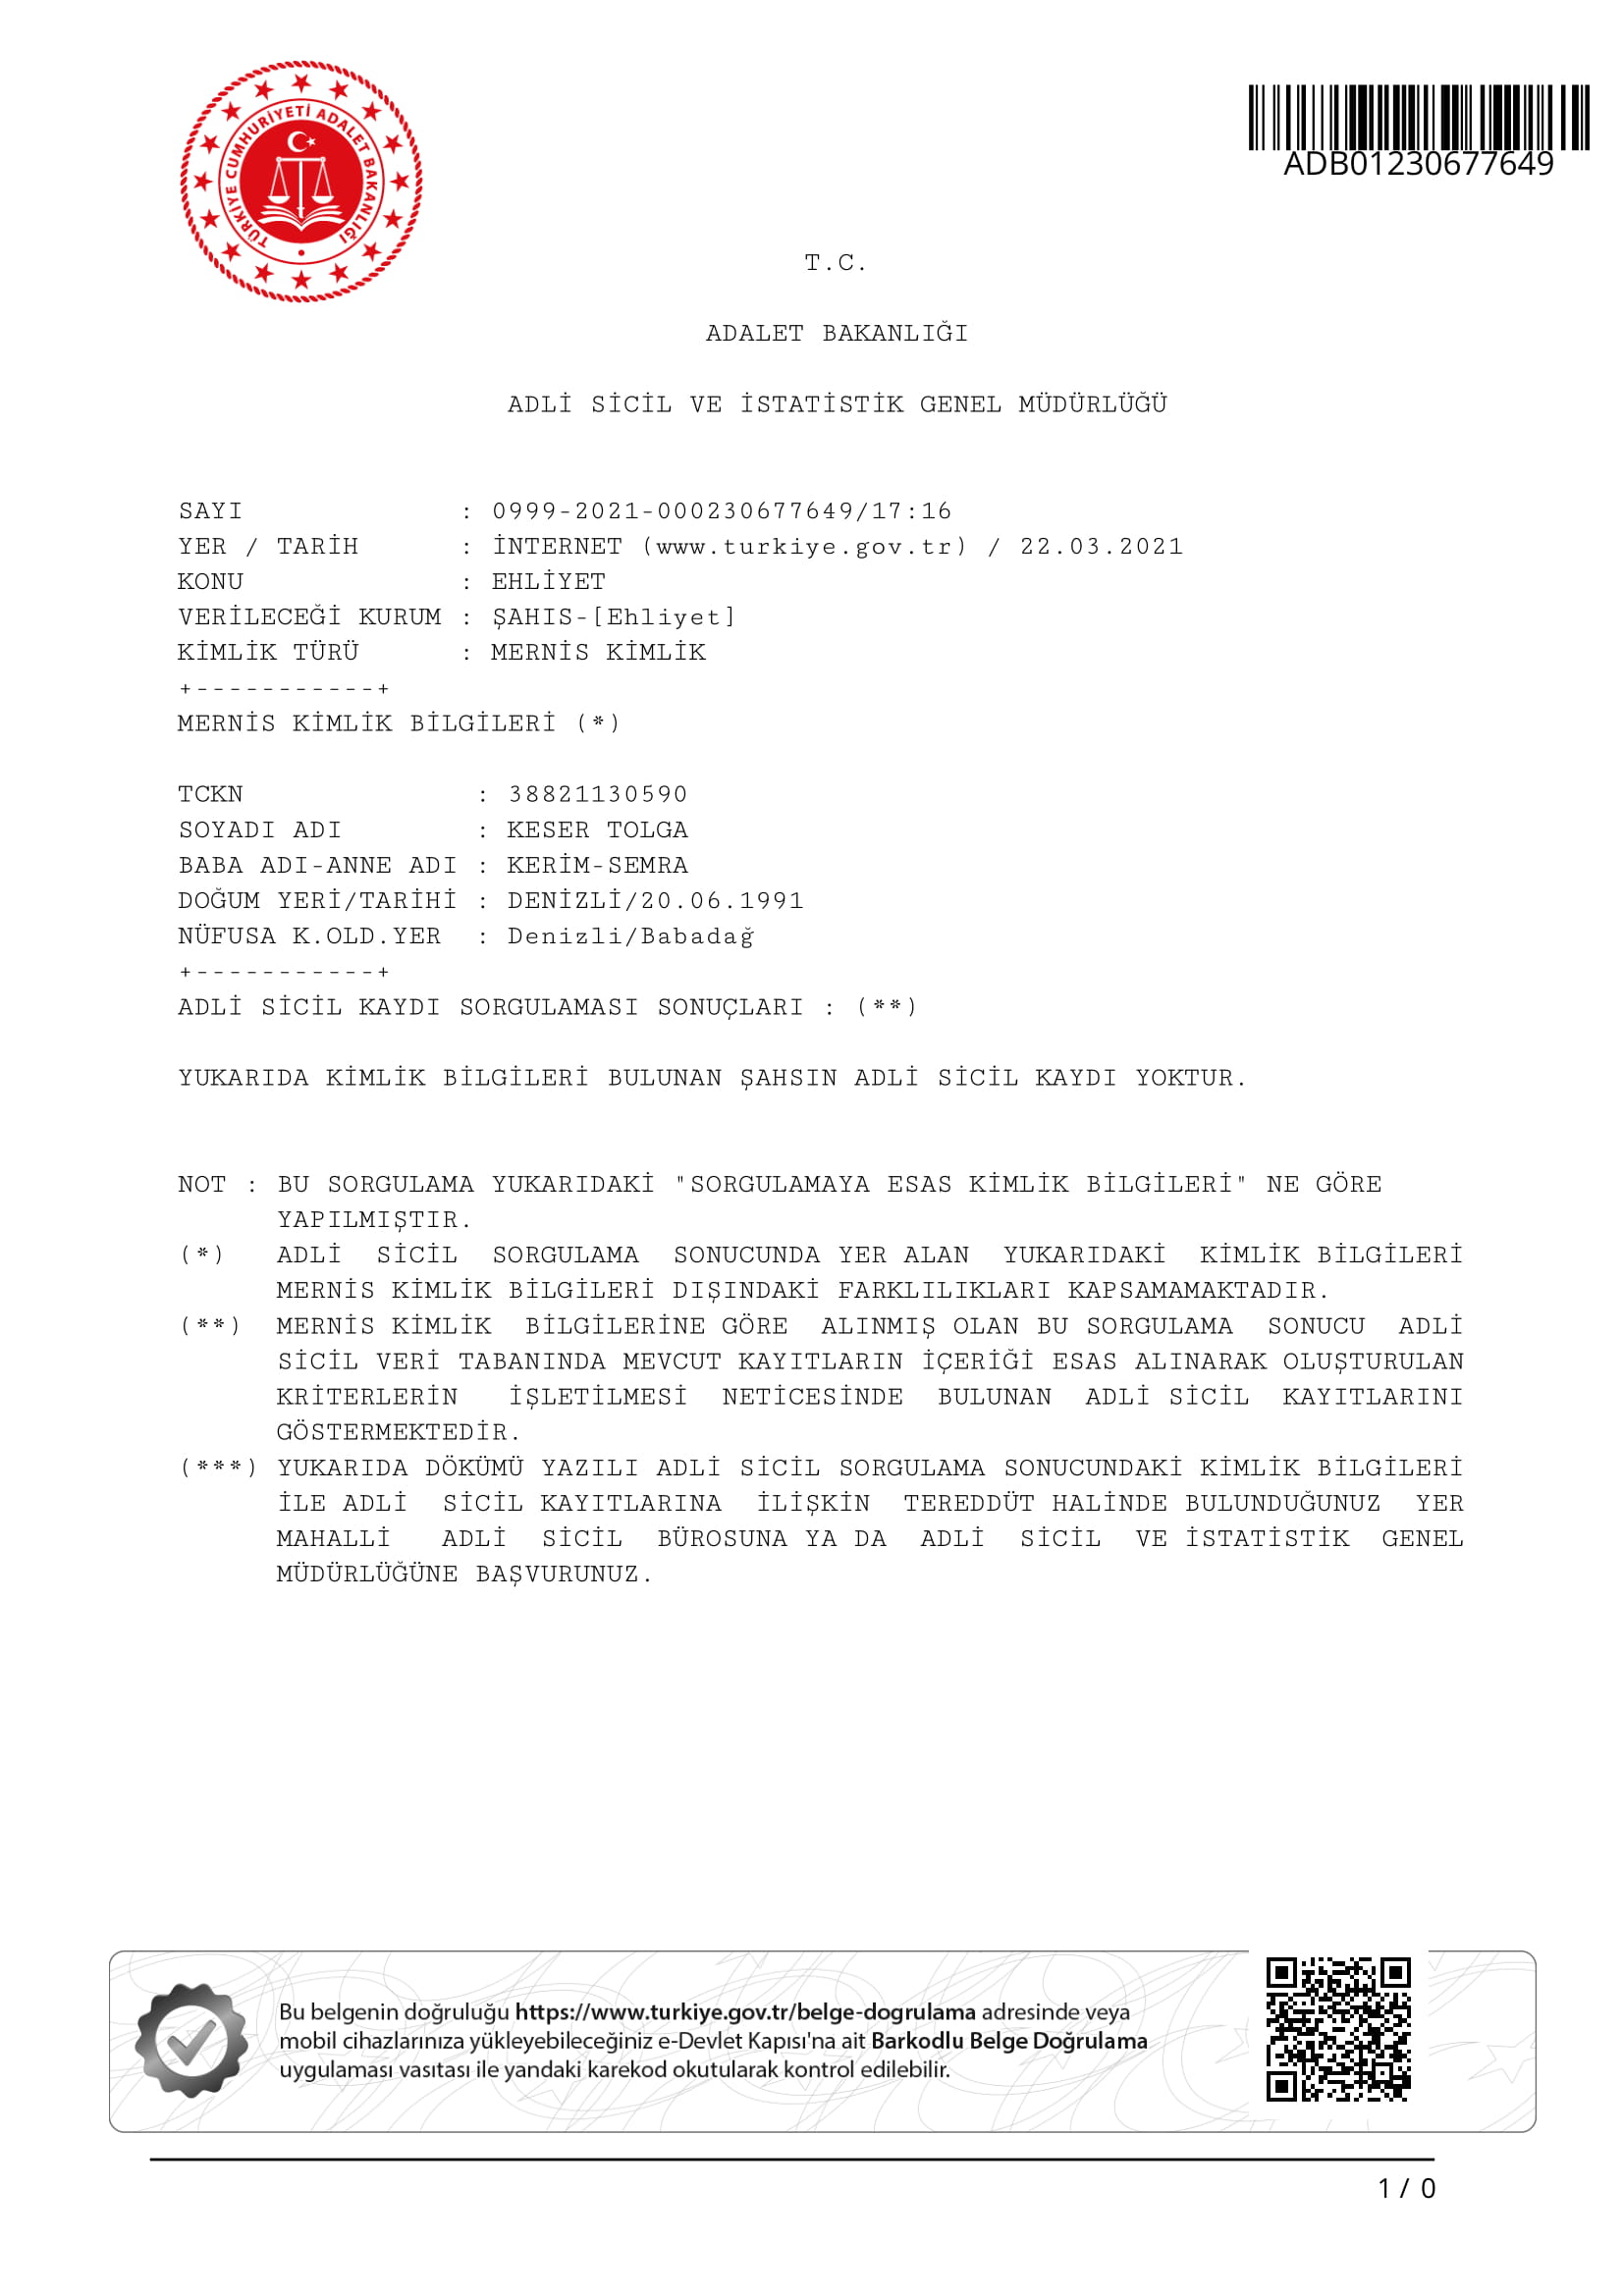 TÜRKİYE CUMHURİYETİ ADALET BAKANLIĞI
ADB01230677649
T.C.
ADALET BAKANLIĞI
ADLİ SİCİL VE İSTATİSTİK GENEL MÜDÜRLÜĞÜ
SAYI : 0999-2021-000230677649/17:16
YER / TARİH : İNTERNET (www.turkiye.gov.tr) / 22.03.2021
KONU : EHLİYET
VERİLECEĞİ KURUM : ŞAHIS-[Ehliyet]
KİMLİK TÜRÜ : MERNİS KİMLİK
+-----------+
MERNİS KİMLİK BİLGİLERİ (*)
TCKN : 38821130590
SOYADI ADI : KESER TOLGA
BABA ADI-ANNE ADI : KERİM-SEMRA
DOĞUM YERİ/TARİHİ : DENİZLİ/20.06.1991
NÜFUSA K.OLD.YER : Denizli/Babadağ
+-----------+
ADLİ SİCİL KAYDI SORGULAMASI SONUÇLARI : (**)
YUKARIDA KİMLİK BİLGİLERİ BULUNAN ŞAHSIN ADLİ SİCİL KAYDI YOKTUR.
NOT : BU SORGULAMA YUKARIDAKİ "SORGULAMAYA ESAS KİMLİK BİLGİLERİ" NE GÖRE
YAPILMIŞTIR.
(*) ADLİ SİCİL SORGULAMA SONUCUNDA YER ALAN YUKARIDAKİ KİMLİK BİLGİLERİ
MERNİS KİMLİK BİLGİLERİ DIŞINDAKİ FARKLILIKLARI KAPSAMAMAKTADIR.
(**) MERNİS KİMLİK BİLGİLERİNE GÖRE ALINMIŞ OLAN BU SORGULAMA SONUCU ADLİ
SİCİL VERİ TABANINDA MEVCUT KAYITLARIN İÇERİĞİ ESAS ALINARAK OLUŞTURULAN
KRİTERLERİN İŞLETİLMESİ NETİCESİNDE BULUNAN ADLİ SİCİL KAYITLARINI
GÖSTERMEKTEDİR.
(***) YUKARIDA DÖKÜMÜ YAZILI ADLİ SİCİL SORGULAMA SONUCUNDAKİ KİMLİK BİLGİLERİ
İLE ADLİ SİCİL KAYITLARINA İLİŞKİN TEREDDÜT HALİNDE BULUNDUĞUNUZ YER
MAHALLİ ADLİ SİCİL BÜROSUNA YA DA ADLİ SİCİL VE İSTATİSTİK GENEL
MÜDÜRLÜĞÜNE BAŞVURUNUZ.
Bu belgenin doğruluğu https://www.turkiye.gov.tr/belge-dogrulama adresinde veya
mobil cihazlarınıza yükleyebileceğiniz e-Devlet Kapısı'na ait Barkodlu Belge Doğrulama
uygulaması vasıtası ile yandaki karekod okutularak kontrol edilebilir.
1 / 0